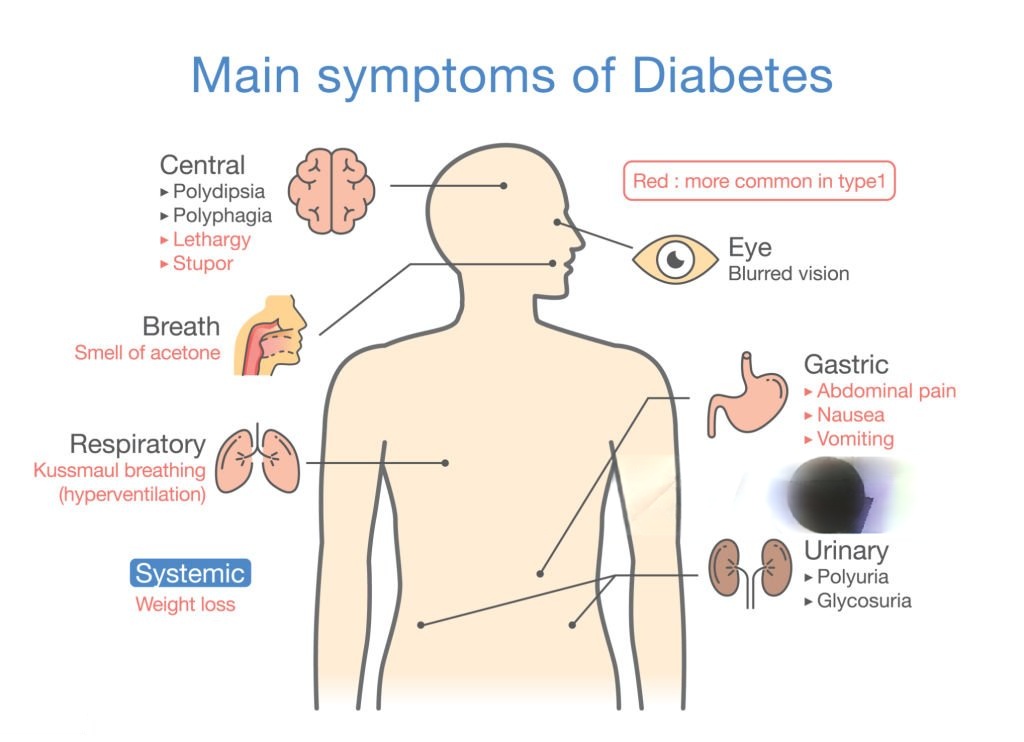 Main symptoms of Diabetes
Central
▸ Polydipsia
▸ Polyphagia
▸ Lethargy
▸ Stupor
Red : more common in type1
Eye
Blurred vision
Breath
Smell of acetone
Gastric
▸ Abdominal pain
▸ Nausea
▸ Vomiting
Respiratory
Kussmaul breathing
(hyperventilation)
Urinary
▸ Polyuria
▸ Glycosuria
Systemic
Weight loss